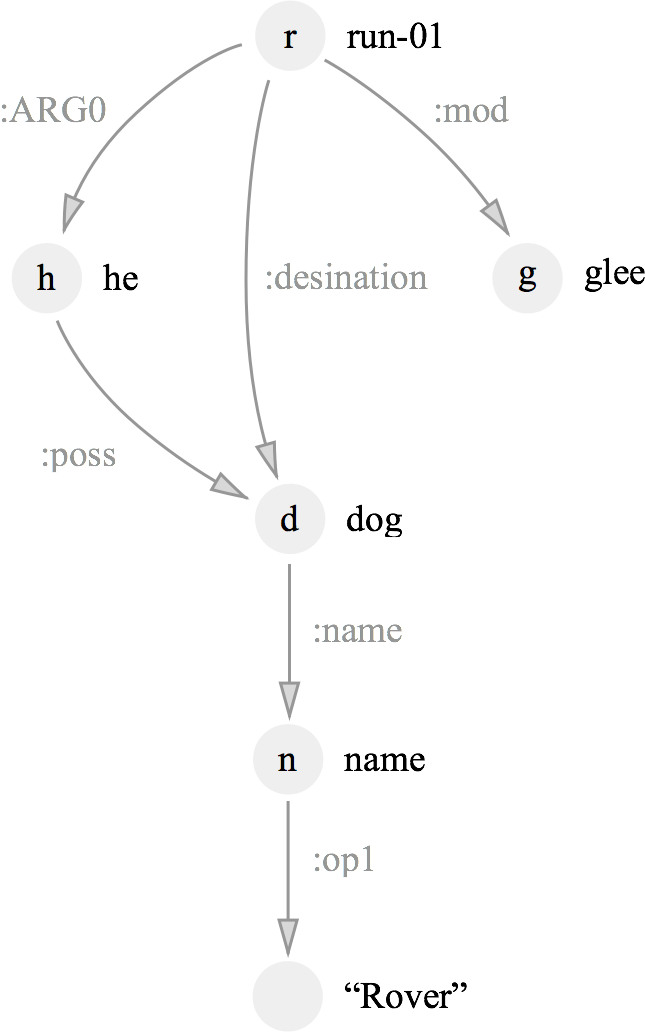 r run-01
:ARG0 :mod
h he :desination g glee
:poss
d dog
:name
n name
:op1
“Rover”